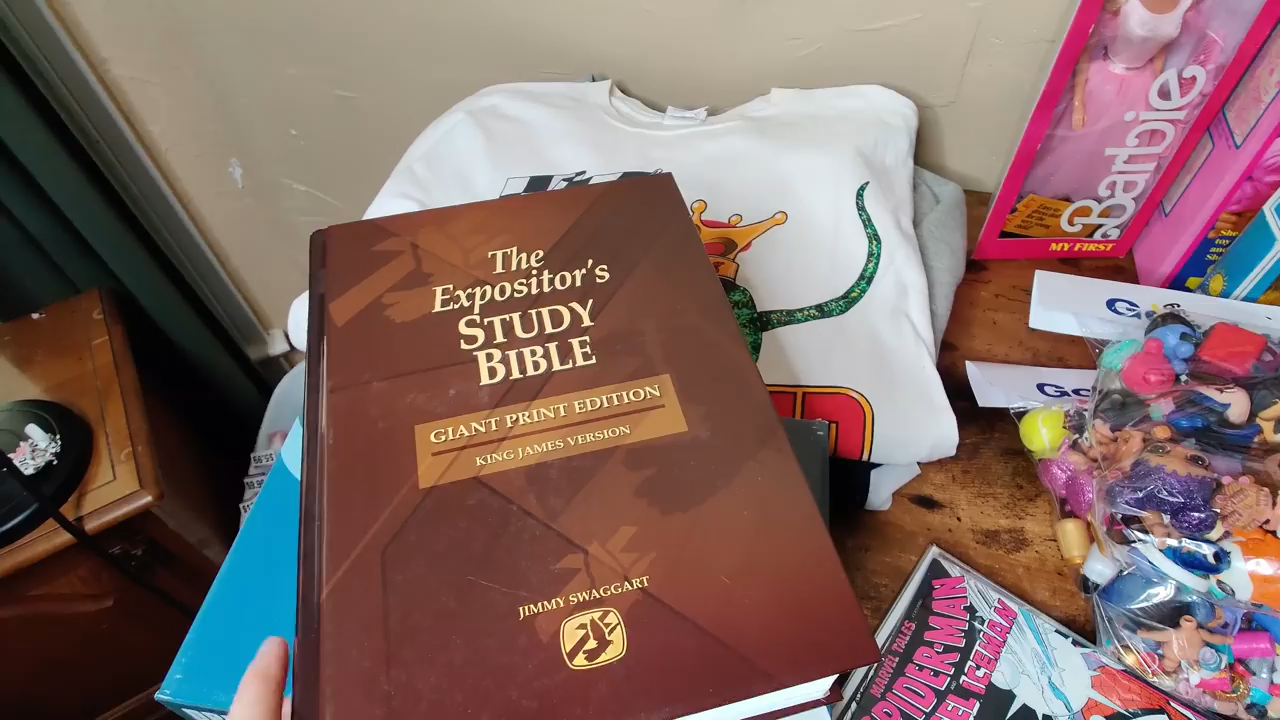 The
Expositor's
STUDY
BIBLE
GIANT PRINT EDITION
KING JAMES VERSION
JIMMY SWAGGART
Barbie
MY FIRST
MARVEL TALES
SPIDER-MAN
ICEMAN